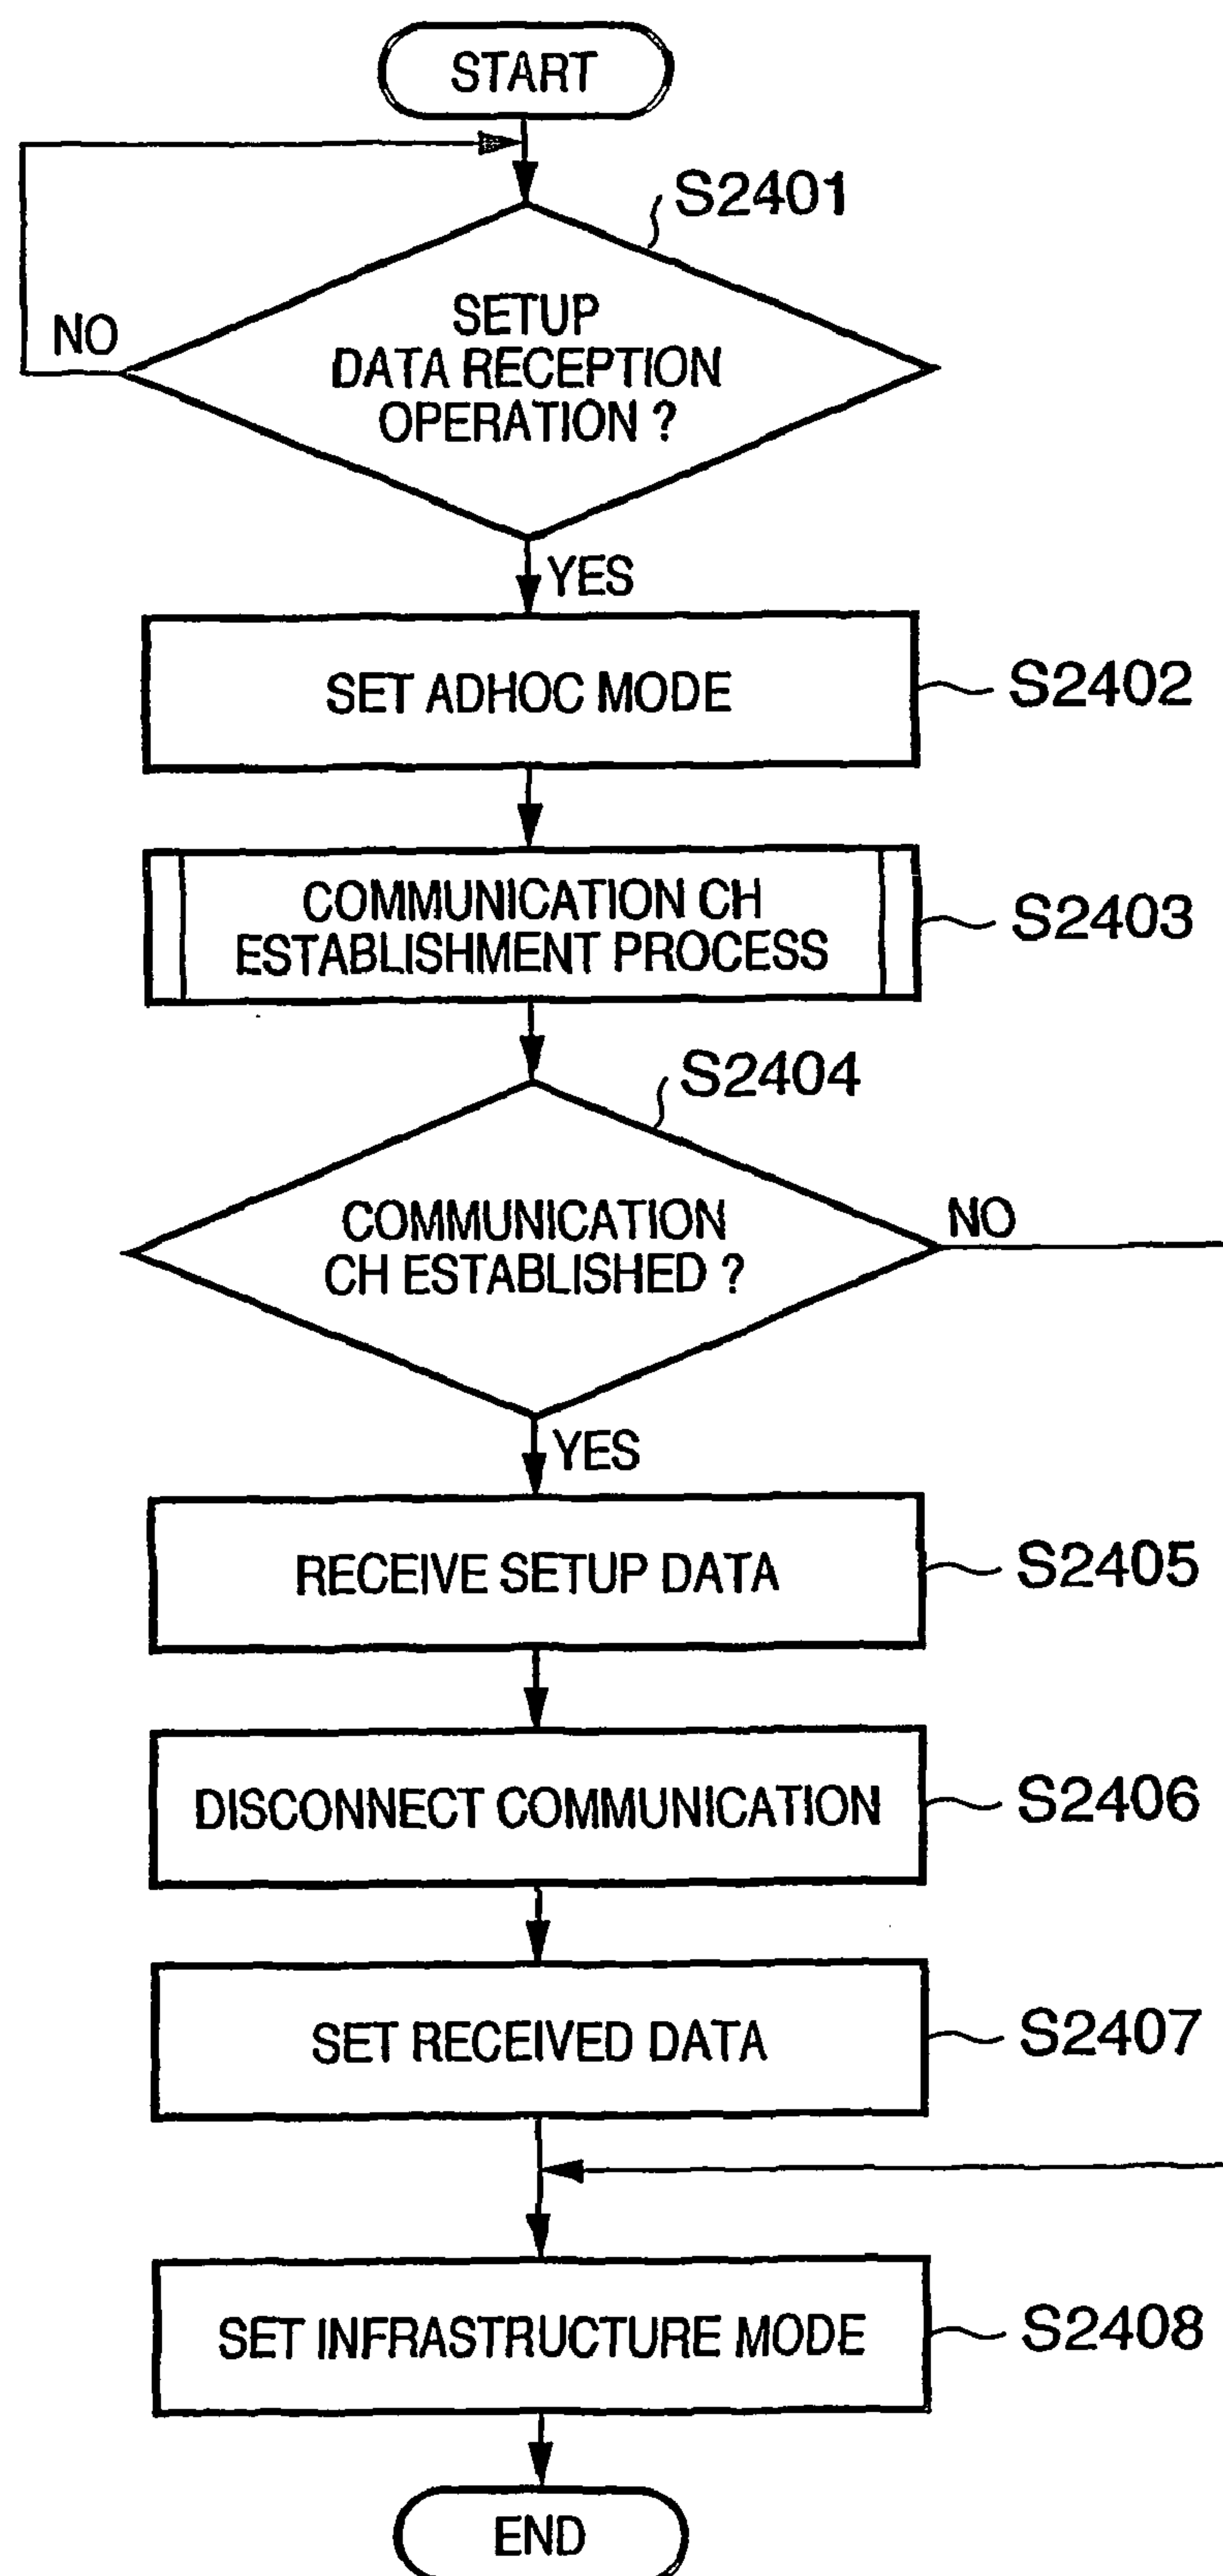 START
S2401
SETUP
DATA RECEPTION
OPERATION ?
NO
YES
SET ADHOC MODE
S2402
COMMUNICATION CH
ESTABLISHMENT PROCESS
S2403
S2404
COMMUNICATION
CH ESTABLISHED ?
NO
YES
RECEIVE SETUP DATA
S2405
DISCONNECT COMMUNICATION
S2406
SET RECEIVED DATA
S2407
SET INFRASTRUCTURE MODE
S2408
END